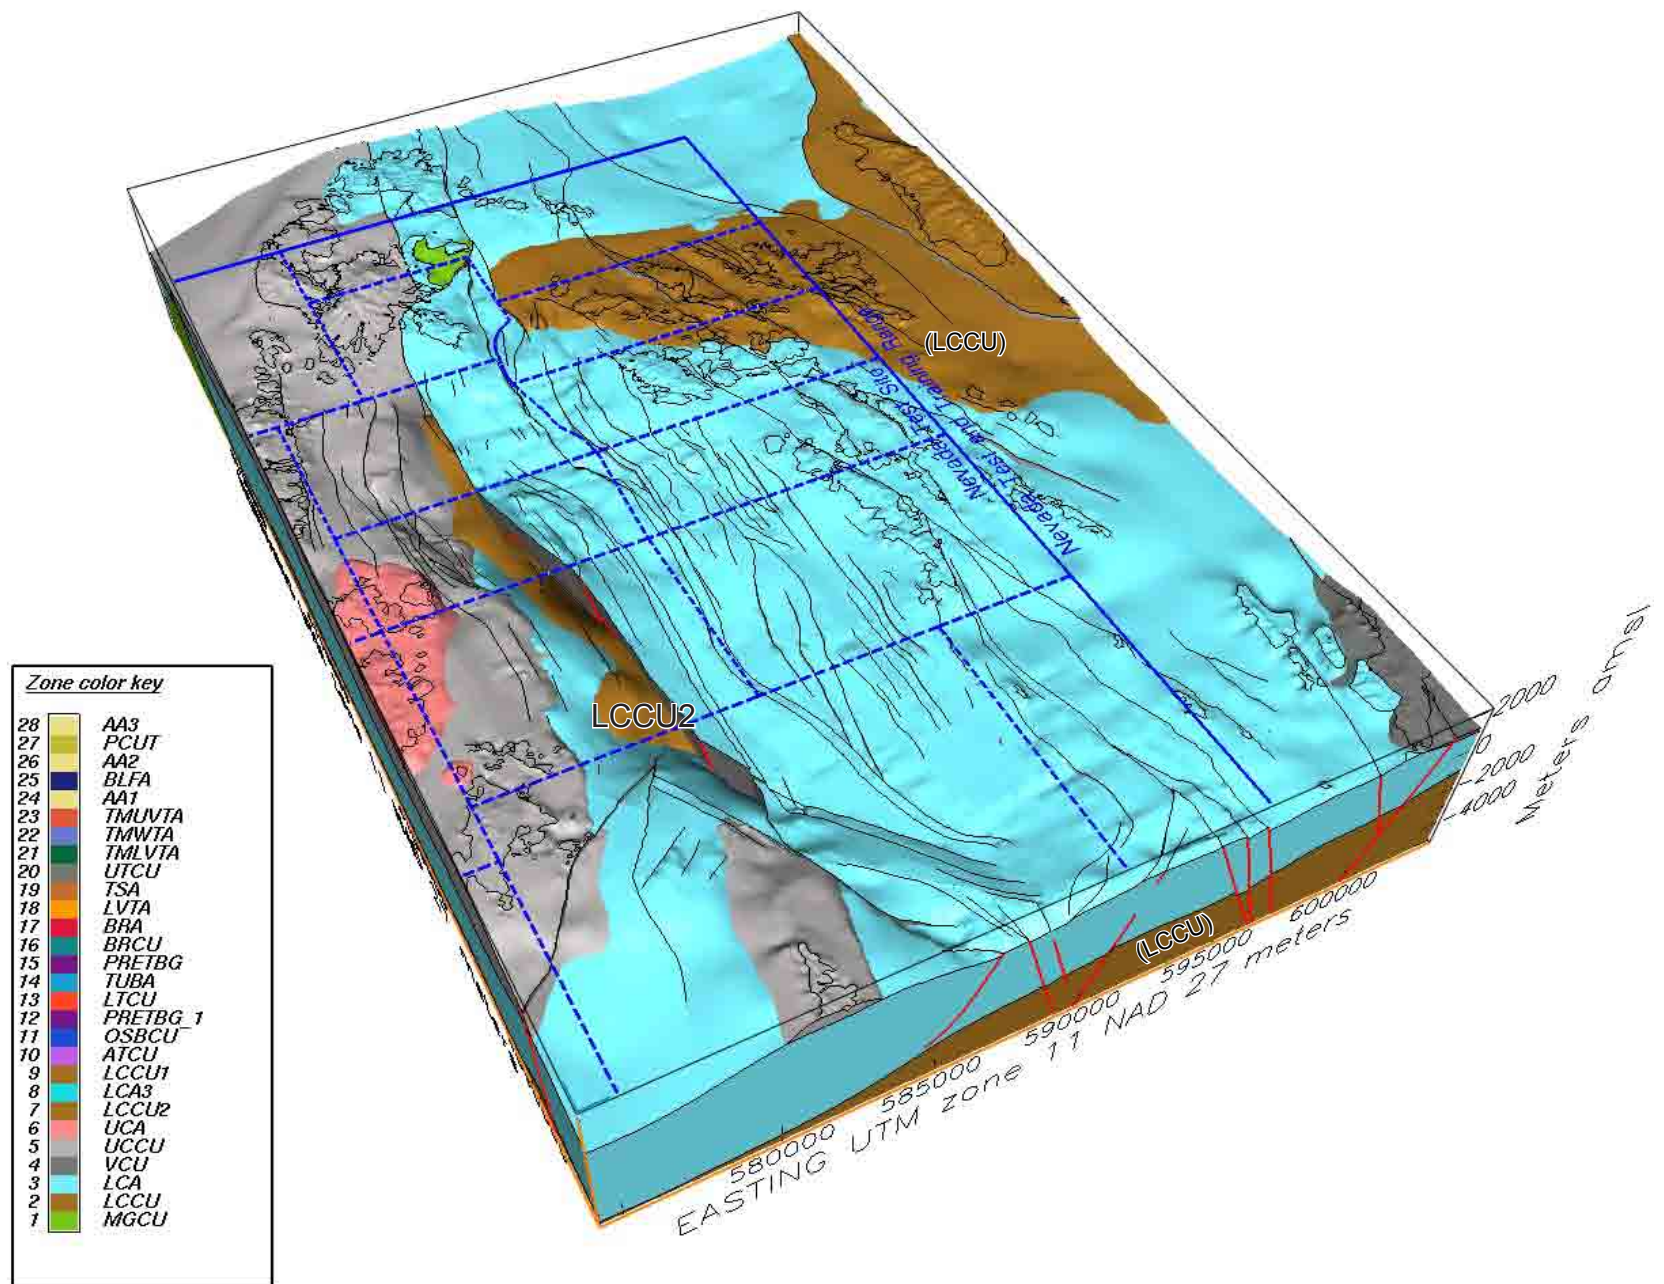 (LCCU)
Nevada Test Site
Nevada Test and Training Range
LCCU2
2000
0
-2000
-4000
Meters amsl
(LCCU)
600000
595000
590000
585000
580000
EASTING UTM zone 11 NAD 27 meters
Zone color key
28 AA3
27 PCUT
26 AA2
25 BLFA
24 AA1
23 TMUVTA
22 TMWTA
21 TMLVTA
20 UTCU
19 TSA
18 LVTA
17 BRA
16 BRCU
15 PRETBG
14 TUBA
13 LTCU
12 PRETBG_1
11 OSBCU
10 ATCU
9 LCCU1
8 LCA3
7 LCCU2
6 UCA
5 UCCU
4 VCU
3 LCA
2 LCCU
1 MGCU